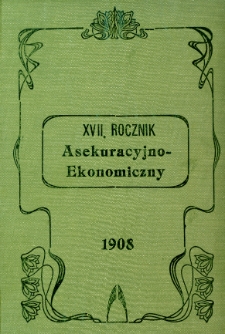 XVII, ROCZNIK
Asekuracyjno-
Ekonomiczny
1908